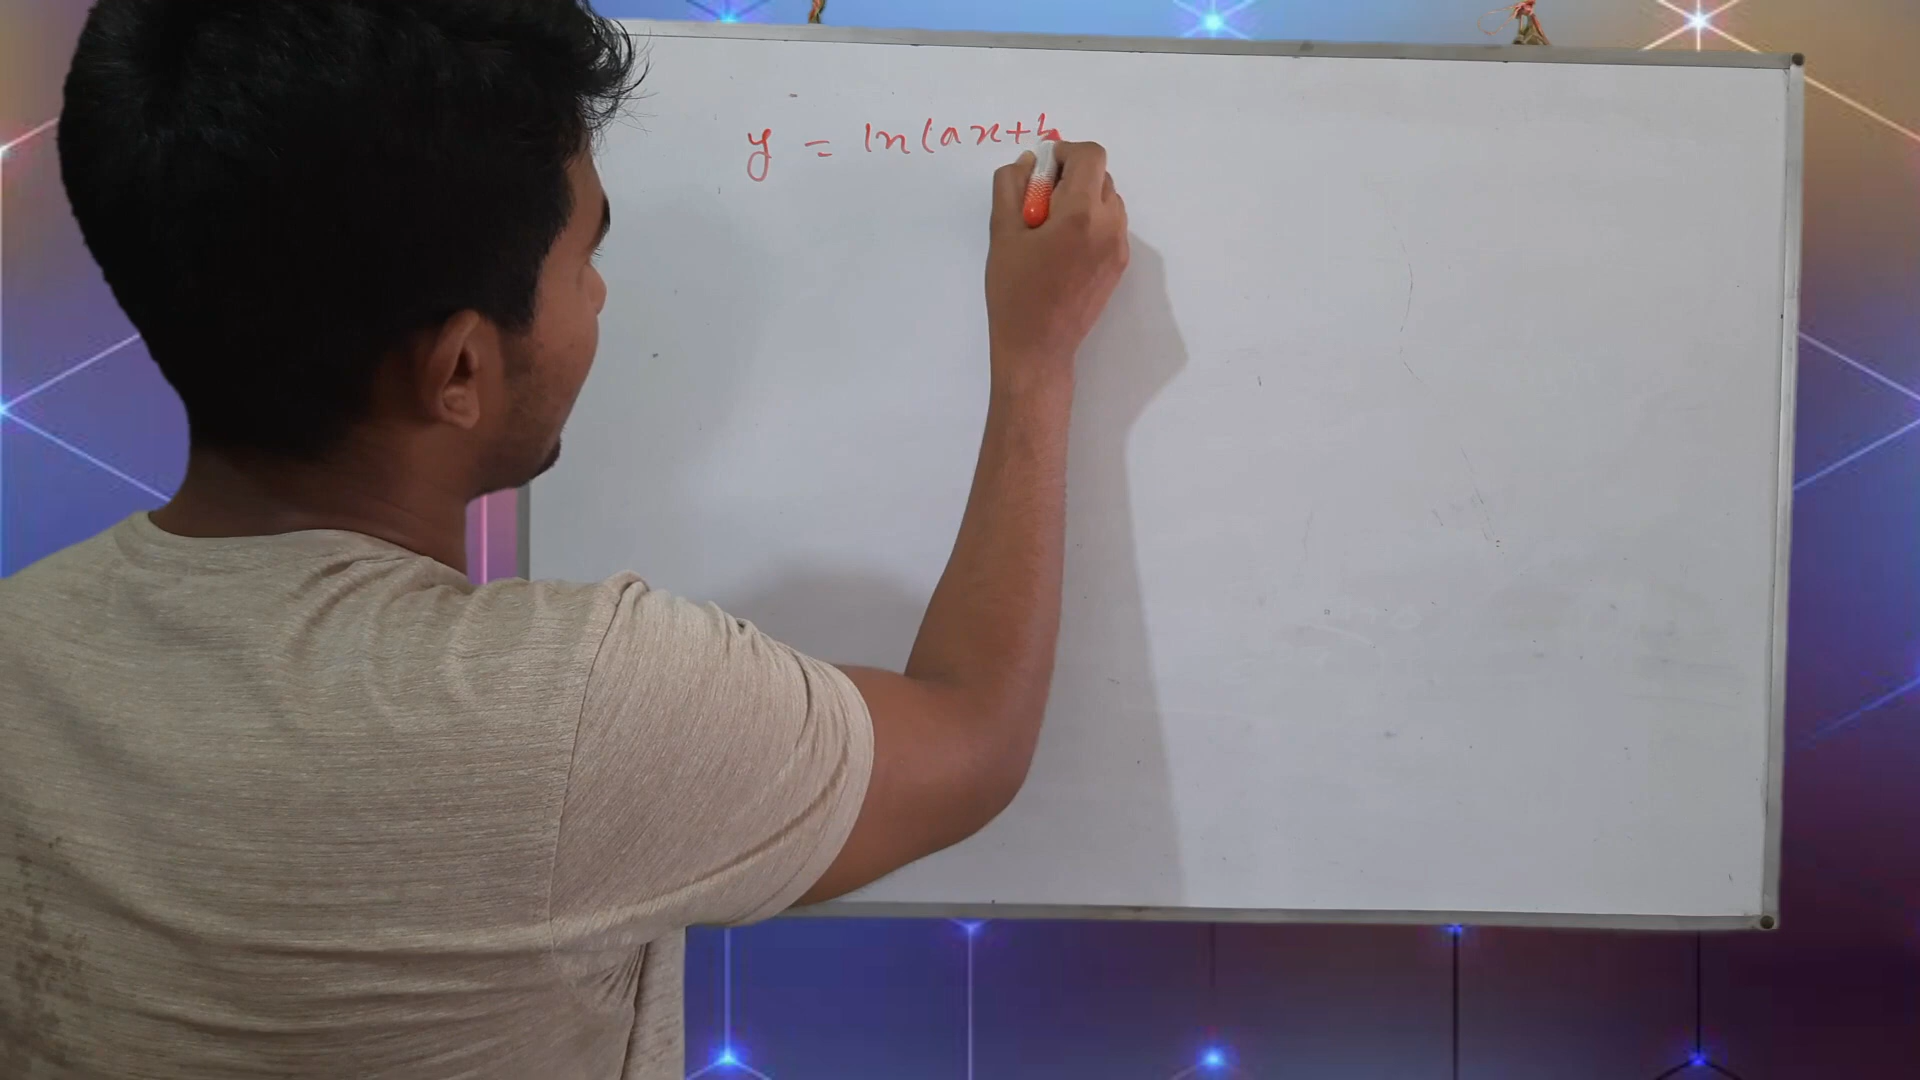 y = ln(ax+b